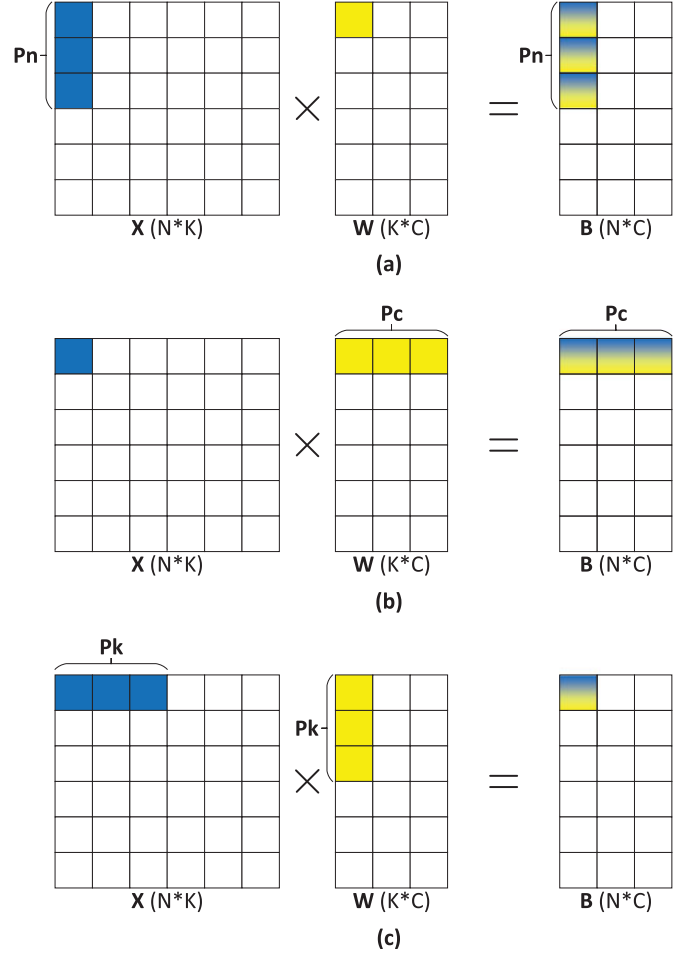 Pn Pn
× =
X (N*K) W (K*C) B (N*C)
(a)
Pc Pc
× =
X (N*K) W (K*C) B (N*C)
(b)
Pk
Pk
× =
X (N*K) W (K*C) B (N*C)
(c)